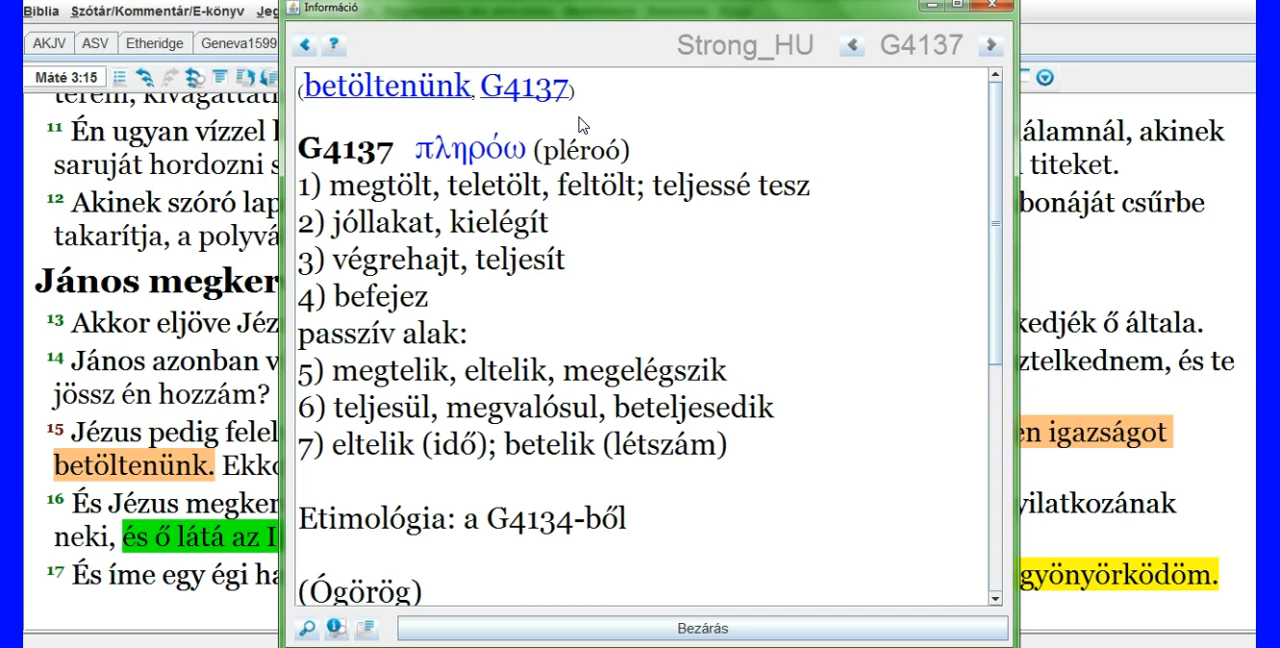 Biblia Szótár/Kommentár/E-könyv
Információ
AKJV ASV Etheridge Geneva1599
Strong_HU G4137
Máté 3:15
(betöltenünk, G4137)
G4137 πληρόω (pléroó)
1) megtölt, teletölt, feltölt; teljessé tesz
2) jóllakat, kielégít
3) végrehajt, teljesít
4) befejez
passzív alak:
5) megtelik, eltelik, megelégszik
6) teljesül, megvalósul, beteljesedik
7) eltelik (idő); betelik (létszám)
Etimológia: a G4134-ből
(Ógörög)
Bezárás
11 Én ugyan vízzel
álamnál, akinek
saruját hordozni
titeket.
12 Akinek szóró lap
bonáját csűrbe
takarítja, a polyvá
János megker
13 Akkor eljöve Jéz
kedjék ő általa.
14 János azonban v
ztelkednem, és te
jössz én hozzám?
15 Jézus pedig felel
en igazságot
betöltenünk. Ekko
16 És Jézus megker
yilatkozának
neki, és ő látá az I
17 És íme egy égi ha
gyönyörködöm.